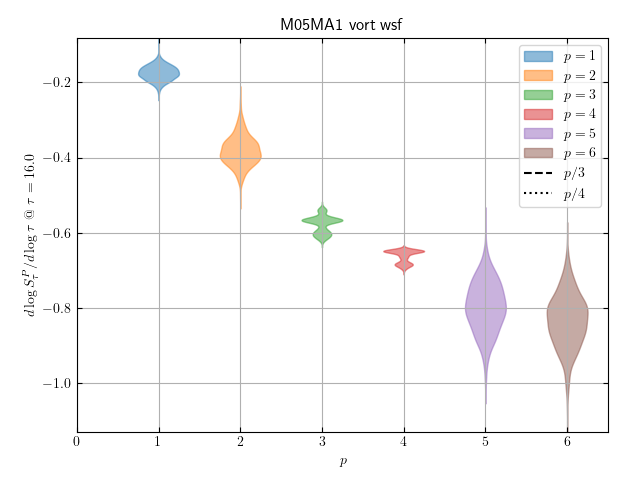 M05MA1 vort wsf
d log S_τ^P / d log τ @ τ = 16.0
−0.2
−0.4
−0.6
−0.8
−1.0
p = 1
p = 2
p = 3
p = 4
p = 5
p = 6
p/3
p/4
0 1 2 3 4 5 6
p